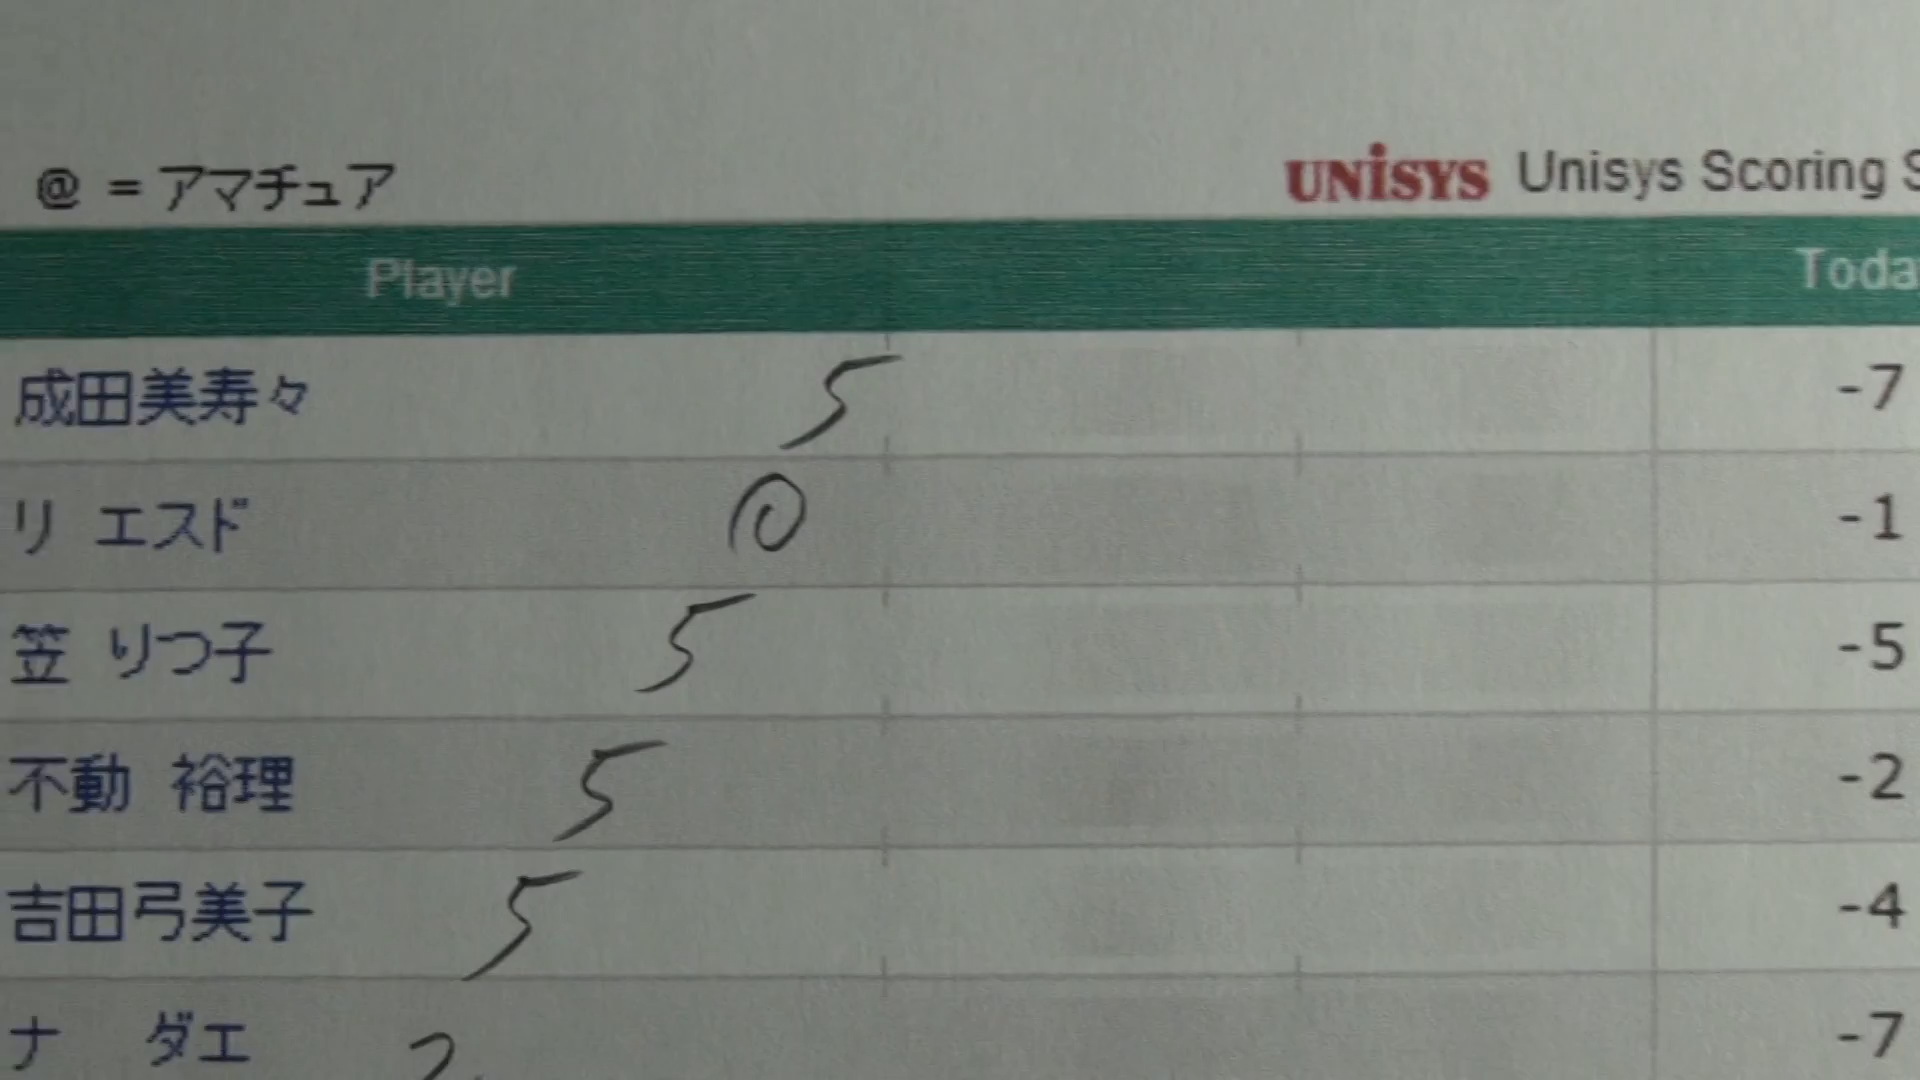 @ = アマチュア UNiSYS Unisys Scoring S
Player Toda
成田美寿々 5 -7
リ エスド -1
笠 りつ子 5 -5
不動 裕理 5 -2
吉田弓美子 5 -4
ナ ダエ 2 -7